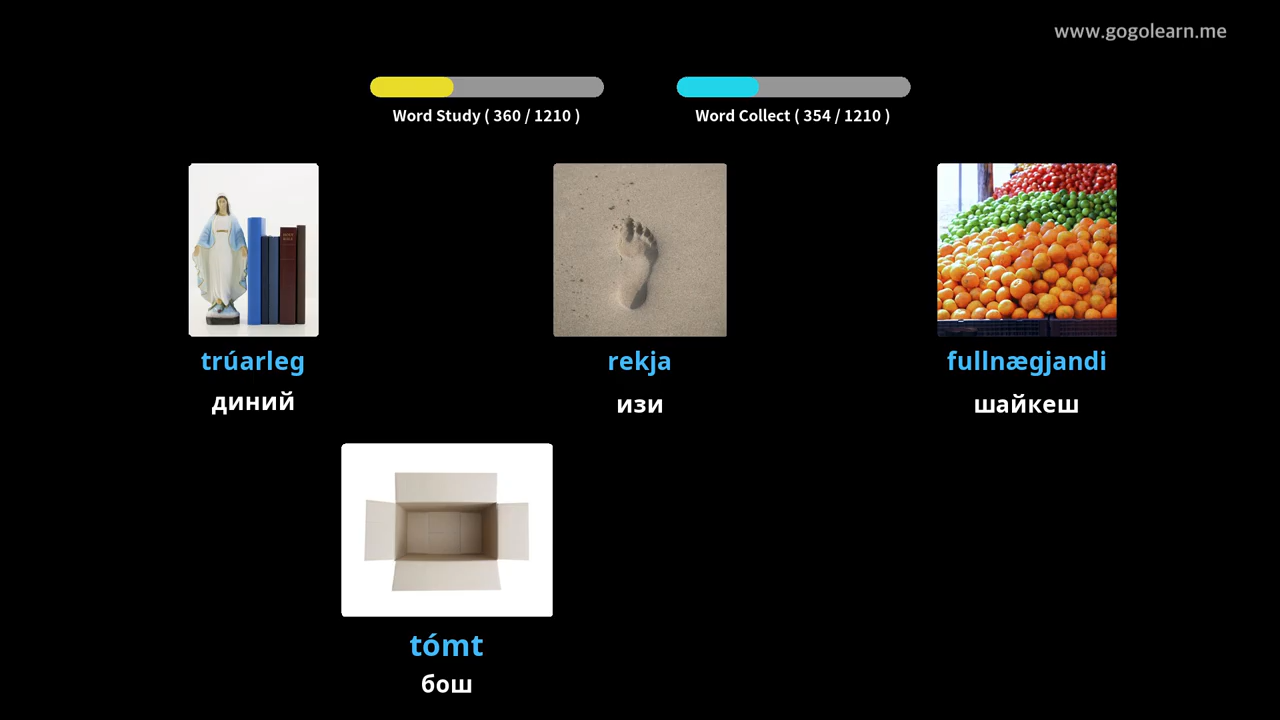 www.gogolearn.me
Word Study ( 360 / 1210 )
Word Collect ( 354 / 1210 )
trúarleg
диний
rekja
изи
fullnægjandi
шайкеш
tómt
бош